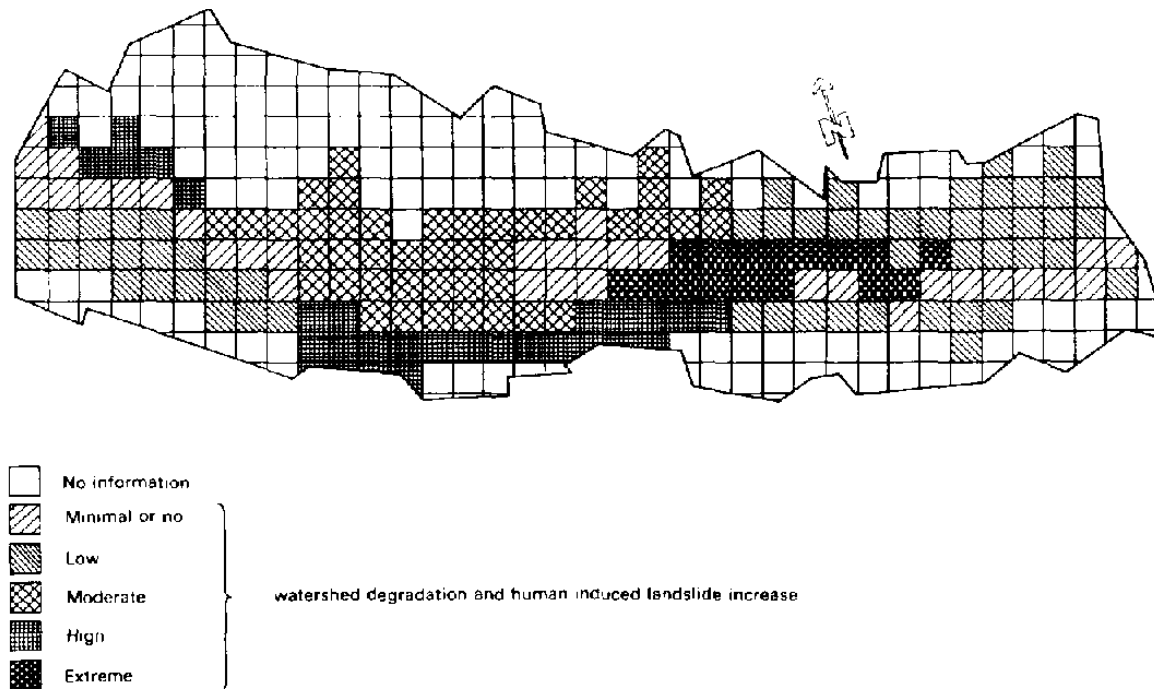 N
No information
Minimal or no
Low
Moderate
High
Extreme
watershed degradation and human induced landslide increase